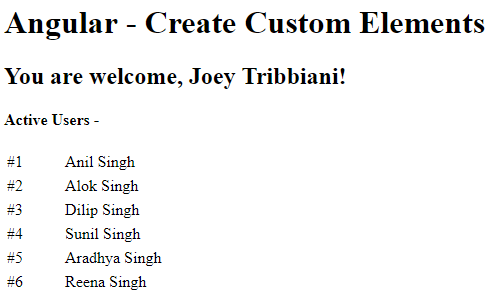 Angular - Create Custom Elements
You are welcome, Joey Tribbiani!
Active Users -
#1 Anil Singh
#2 Alok Singh
#3 Dilip Singh
#4 Sunil Singh
#5 Aradhya Singh
#6 Reena Singh